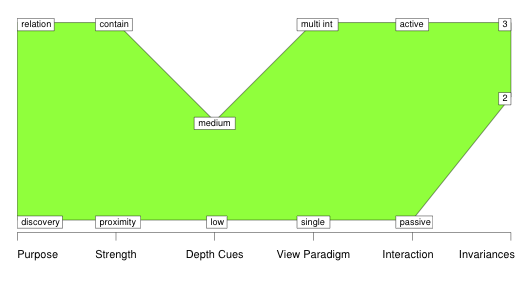 relation contain multi int active 3
2
medium
discovery proximity low single passive
Purpose Strength Depth Cues View Paradigm Interaction Invariances